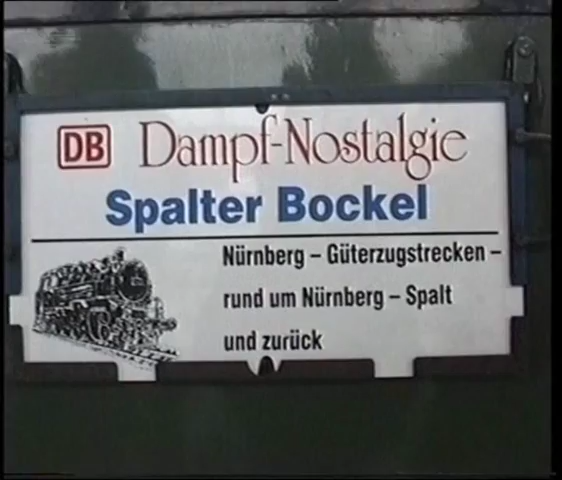 DB Dampf-Nostalgie
Spalter Bockel
Nürnberg – Güterzugstrecken –
rund um Nürnberg – Spalt
und zurück